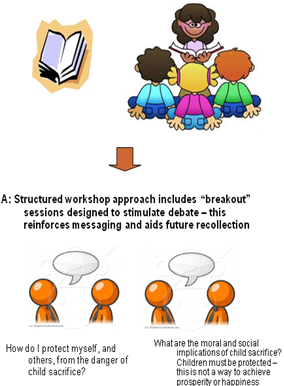 A: Structured workshop approach includes “breakout”
sessions designed to stimulate debate – this
reinforces messaging and aids future recollection
How do I protect myself, and
others, from the danger of
child sacrifice?
What are the moral and social
implications of child sacrifice?
Children must be protected –
this is not a way to achieve
prosperity or happiness